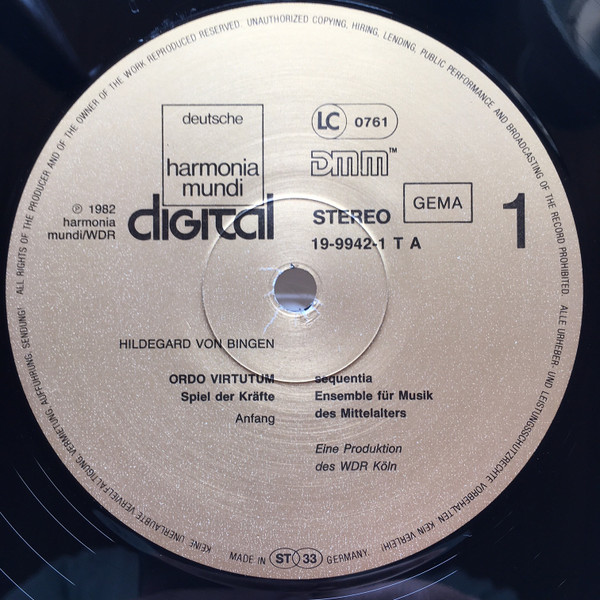 ALL RIGHTS OF THE PRODUCER AND OF THE OWNER OF THE WORK REPRODUCED RESERVED. UNAUTHORIZED COPYING, HIRING, LENDING, PUBLIC PERFORMANCE AND BROADCASTING OF THE RECORD PROHIBITED.
deutsche
harmonia
mundi
digital
LC 0761
DMM™
℗ 1982
harmonia
mundi/WDR
STEREO
GEMA
1
19-9942-1 T A
HILDEGARD VON BINGEN
ORDO VIRTUTUM
Spiel der Kräfte
Anfang
sequentia
Ensemble für Musik
des Mittelalters
Eine Produktion
des WDR Köln
ALLE URHEBER- UND LEISTUNGSSCHUTZRECHTE VORBEHALTEN. KEIN VERLEIH! KEINE UNERLAUBTE VERVIELFÄLTIGUNG, VERMIETUNG, AUFFÜHRUNG, SENDUNG!
MADE IN ST 33 GERMANY.